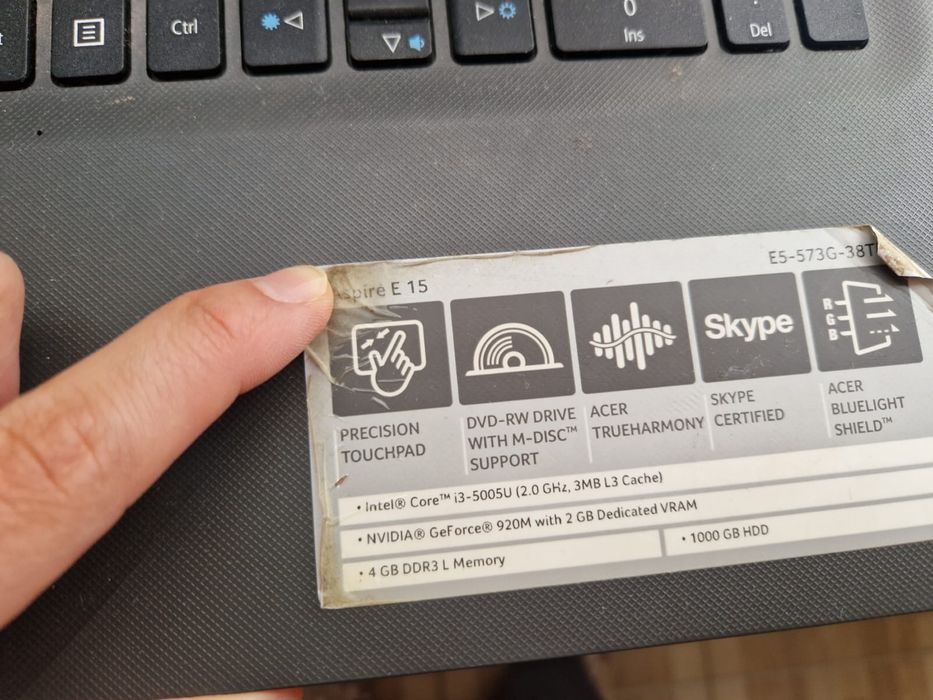 Ctrl
0
Ins
.
Del
E 15
E5-573G-38T
Skype
R
G
B
PRECISION
TOUCHPAD
DVD-RW DRIVE
WITH M-DISC™
SUPPORT
ACER
TRUEHARMONY
SKYPE
CERTIFIED
ACER
BLUELIGHT
SHIELD™
• Intel® Core™ i3-5005U (2.0 GHz, 3MB L3 Cache)
• NVIDIA® GeForce® 920M with 2 GB Dedicated VRAM
• 4 GB DDR3 L Memory
• 1000 GB HDD